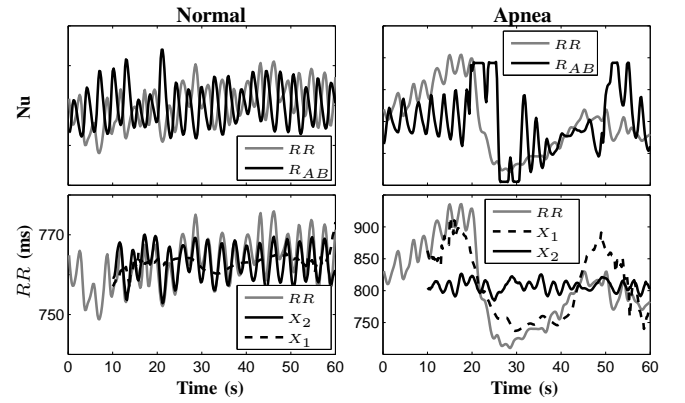 Normal
Apnea
Nu
RR
R_AB
RR
R_AB
RR (ms)
770
750
RR
X_2
X_1
0 10 20 30 40 50 60
Time (s)
900
850
800
750
RR
X_1
X_2
0 10 20 30 40 50 60
Time (s)